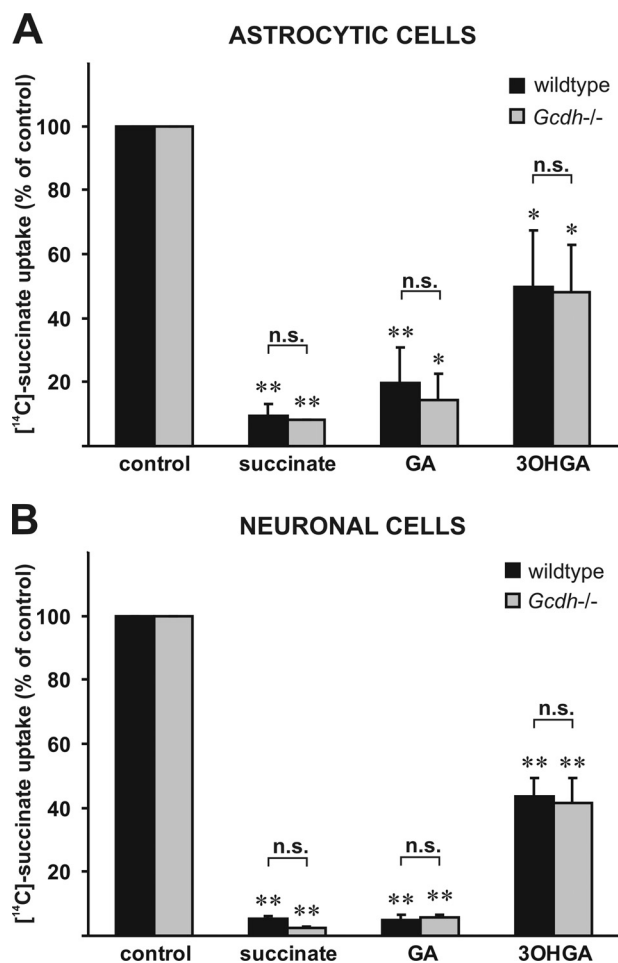 A
ASTROCYTIC CELLS
[¹⁴C]-succinate uptake (% of control)
wildtype
Gcdh-/-
100
80
60
40
20
n.s.
n.s.
n.s.
** **
** *
* *
control succinate GA 3OHGA
B
NEURONAL CELLS
[¹⁴C]-succinate uptake (% of control)
wildtype
Gcdh-/-
100
80
60
40
20
n.s.
n.s.
n.s.
** **
** **
** **
control succinate GA 3OHGA